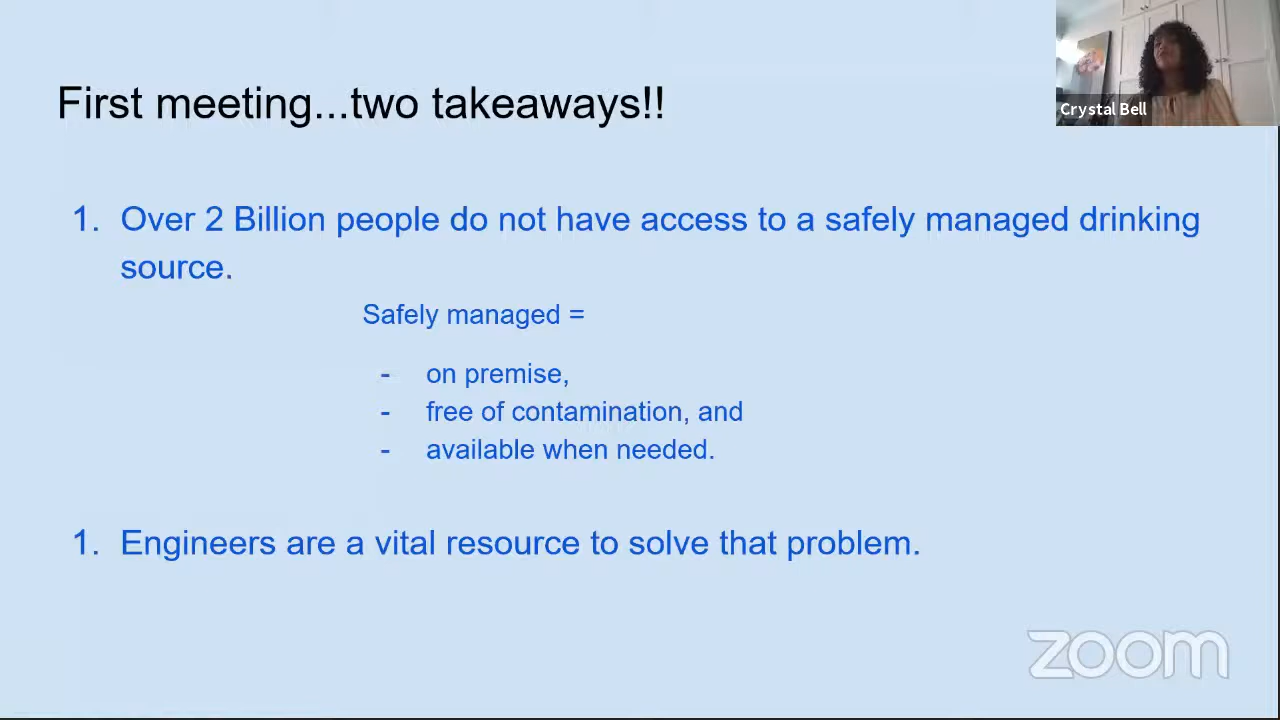 First meeting...two takeaways!!
Crystal Bell
1. Over 2 Billion people do not have access to a safely managed drinking
source.
Safely managed =
- on premise,
- free of contamination, and
- available when needed.
1. Engineers are a vital resource to solve that problem.
zoom